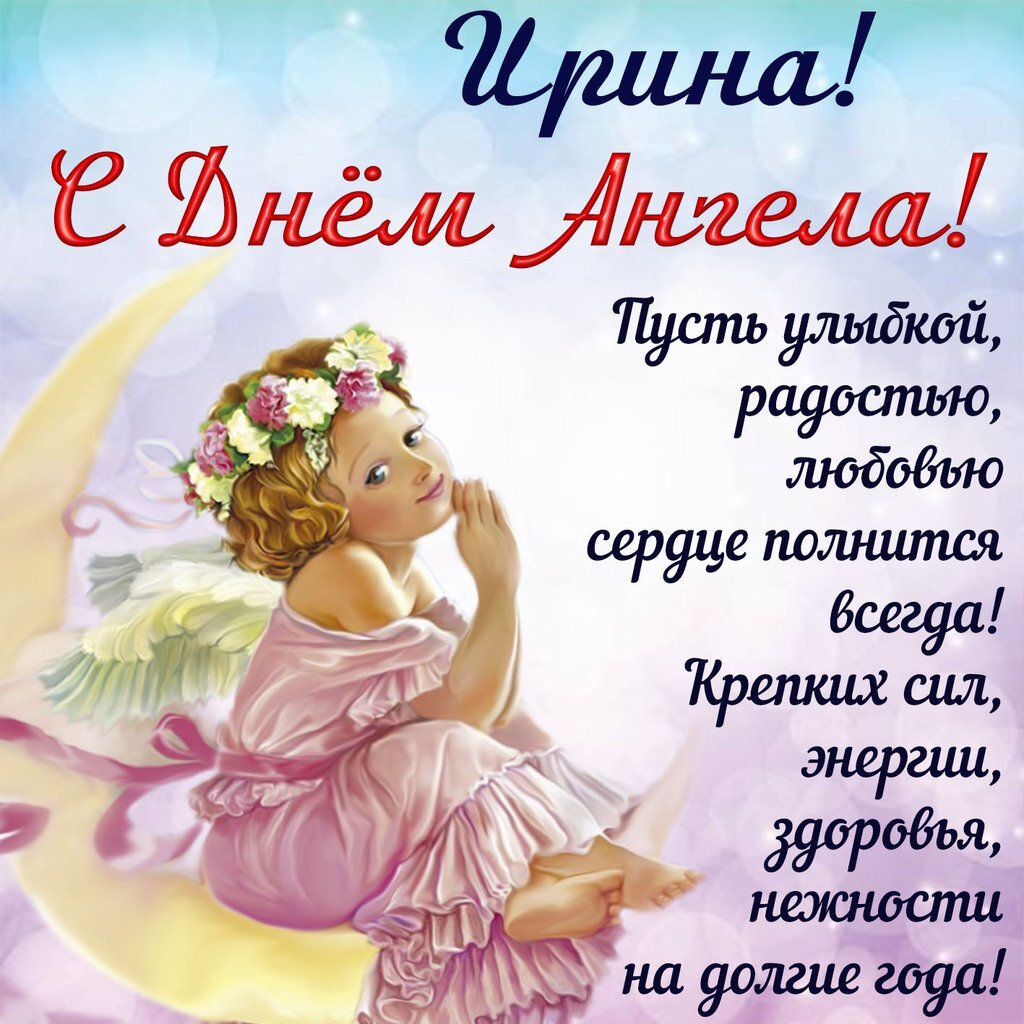 Ирина!
С Днём Ангела!
Пусть улыбкой,
радостью,
любовью
сердце полнится
всегда!
Крепких сил,
энергии,
здоровья,
нежности
на долгие года!